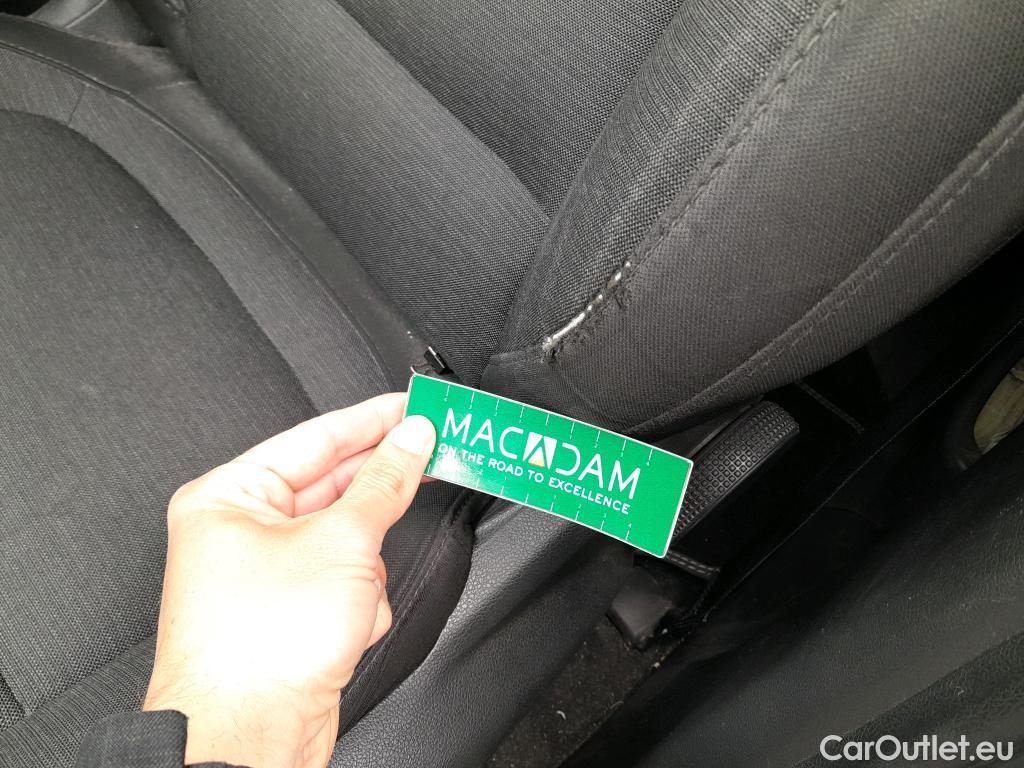 MACADAM
ON THE ROAD TO EXCELLENCE
CarOutlet.eu